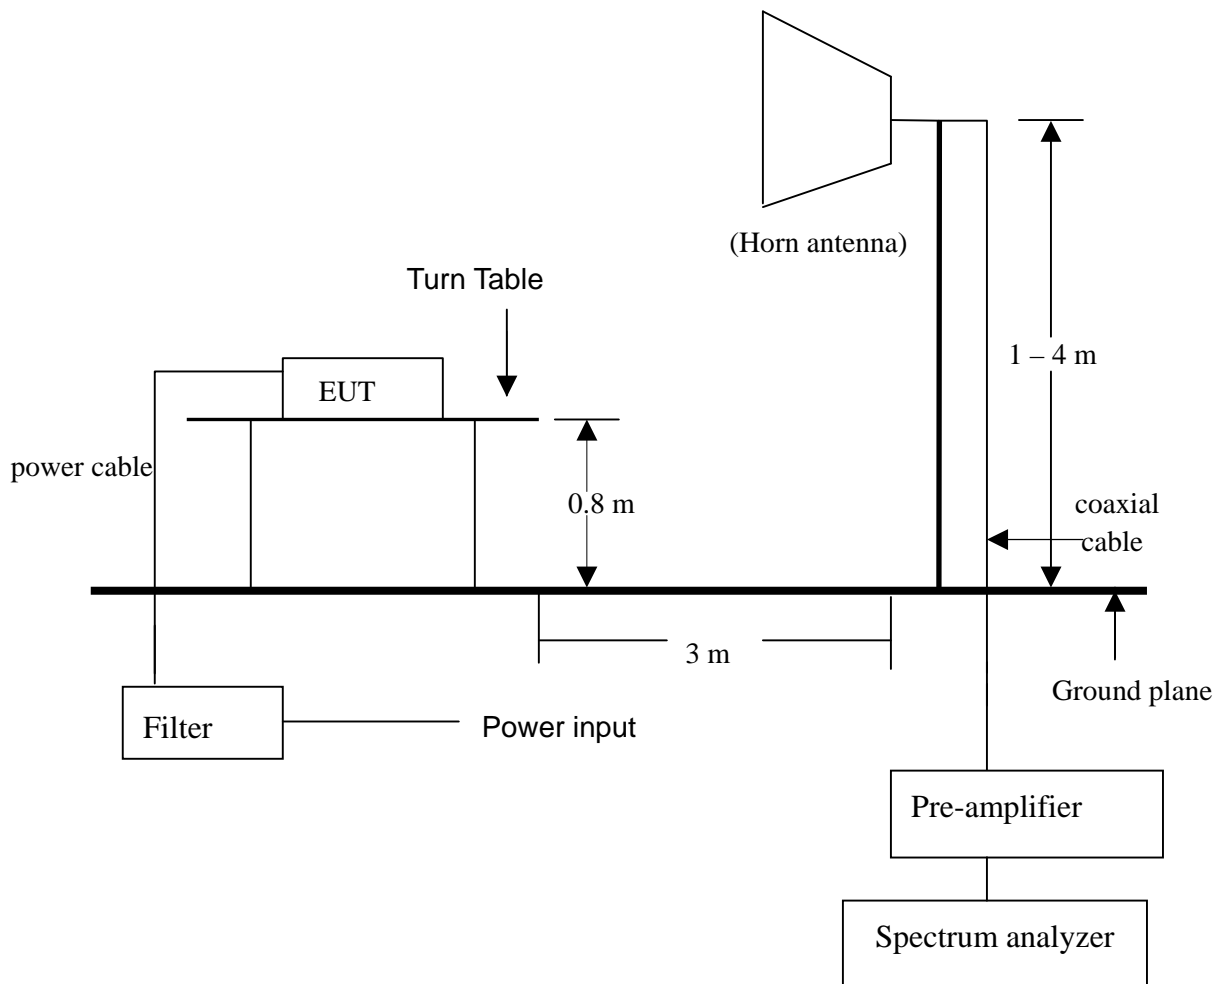 (Horn antenna)
Turn Table
1 – 4 m
EUT
power cable
0.8 m
coaxial
cable
3 m
Ground plane
Filter
Power input
Pre-amplifier
Spectrum analyzer